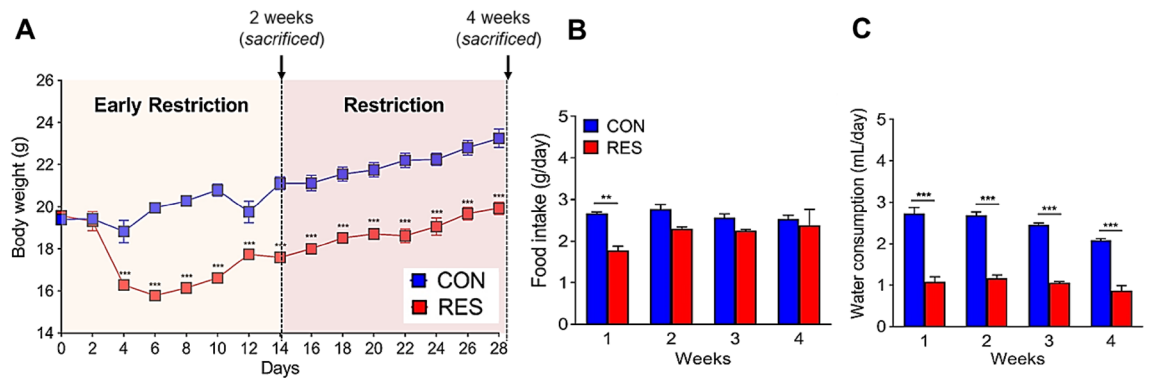 A
2 weeks
(sacrificed)
4 weeks
(sacrificed)
Early Restriction
Restriction
Body weight (g)
26
24
22
20
18
16
14
*** *** *** *** *** *** *** *** *** *** *** *** ***
CON
RES
0 2 4 6 8 10 12 14 16 18 20 22 24 26 28
Days
B
Food intake (g/day)
5
4
3
2
1
0
CON
RES
**
1 2 3 4
Weeks
C
Water consumption (mL/day)
5
4
3
2
1
0
*** *** *** ***
1 2 3 4
Weeks